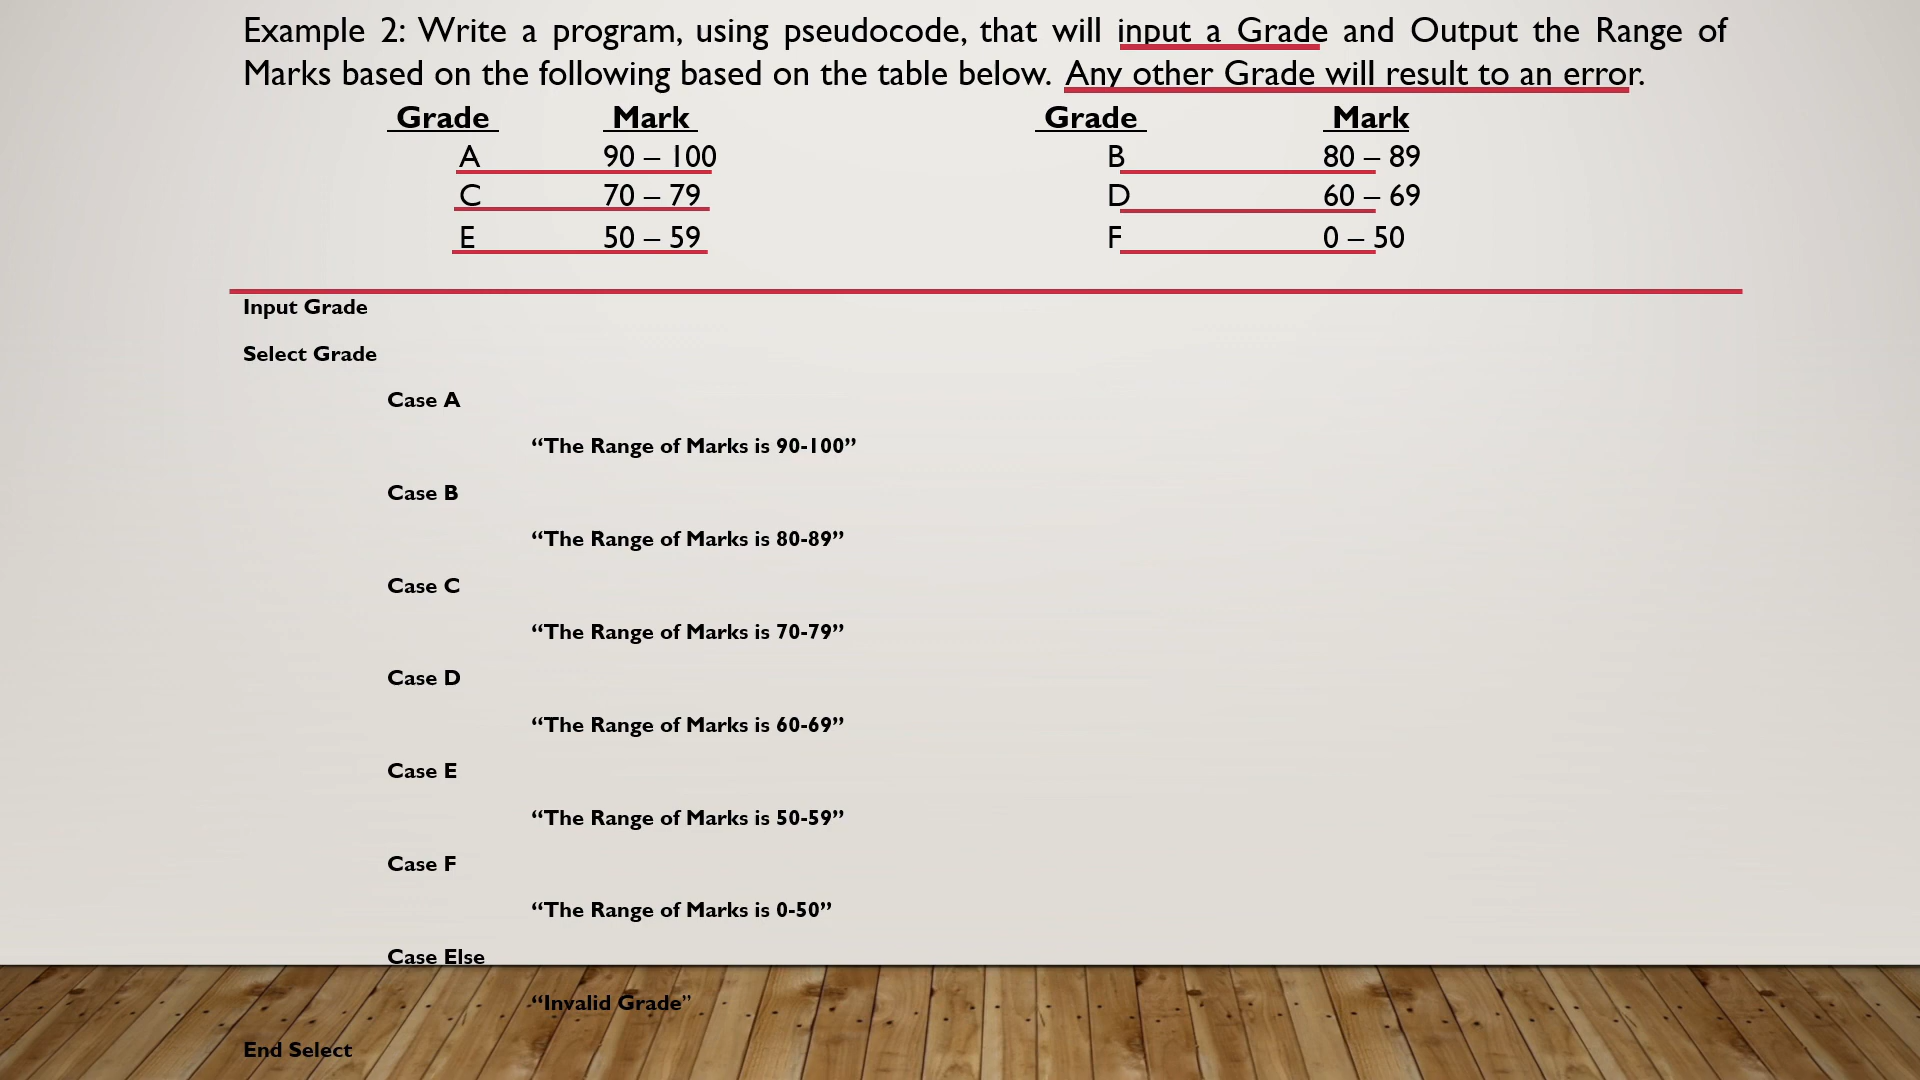 Example 2: Write a program, using pseudocode, that will input a Grade and Output the Range of
Marks based on the following based on the table below. Any other Grade will result to an error.
Grade Mark Grade Mark
A 90 – 100 B 80 – 89
C 70 – 79 D 60 – 69
E 50 – 59 F 0 – 50
Input Grade
Select Grade
Case A
“The Range of Marks is 90-100”
Case B
“The Range of Marks is 80-89”
Case C
“The Range of Marks is 70-79”
Case D
“The Range of Marks is 60-69”
Case E
“The Range of Marks is 50-59”
Case F
“The Range of Marks is 0-50”
Case Else
“Invalid Grade”
End Select